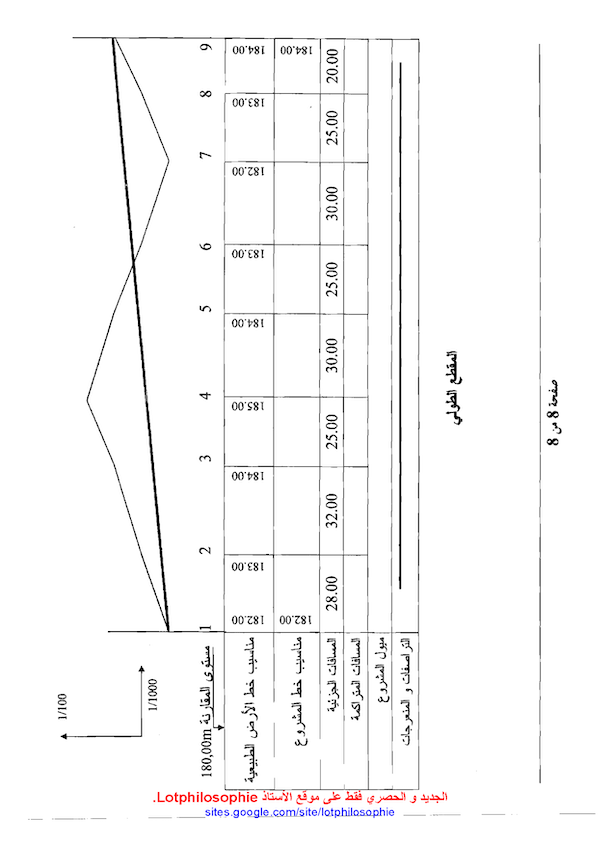 1/100
1/1000
180,00m مستوى المقارنة
1 2 3 4 5 6 7 8 9
مناسيب خط الأرض الطبيعية
182.00 183.00 184.00 185.00 184.00 183.00 182.00 183.00 184.00
مناسيب خط المشروع
182.00 184.00
المسافات الجزئية
28.00 32.00 25.00 30.00 25.00 30.00 25.00 20.00
المسافات المتراكمة
ميول المشروع
التراصفات و المنعرجات
المقطع الطولي
صفحة 8 من 8
الجديد و الحصري فقط على موقع الأستاذ Lotphilosophie.
sites.google.com/site/lotphilosophie